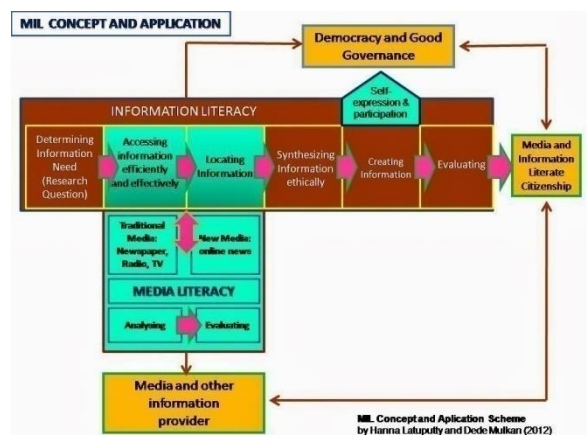 MIL CONCEPT AND APPLICATION
Democracy and Good
Governance
Self-
expression &
participation
INFORMATION LITERACY
Determining
Information
Need
(Research
Question)
Accessing
information
efficiently
and effectively
Locating
Information
Synthesizing
Information
ethically
Creating
Information
Evaluating
Media and
Information
Literate
Citizenship
Traditional
Media:
Newspaper,
Radio, TV
New Media:
online news
MEDIA LITERACY
Analysing
Evaluating
Media and other
information
provider
MIL Concept and Aplication Scheme
by Hanna Latuputty and Dede Mulkan (2012)